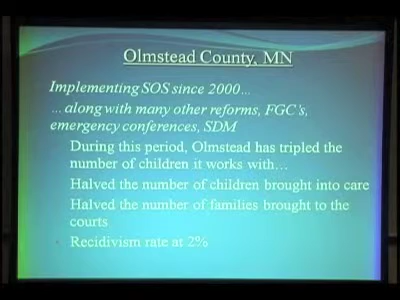 Olmstead County, MN
Implementing SOS since 2000…
…along with many other reforms, FGC's,
emergency conferences, SDM
During this period, Olmstead has tripled the
number of children it works with…
Halved the number of children brought into care
Halved the number of families brought to the
courts
Recidivism rate at 2%